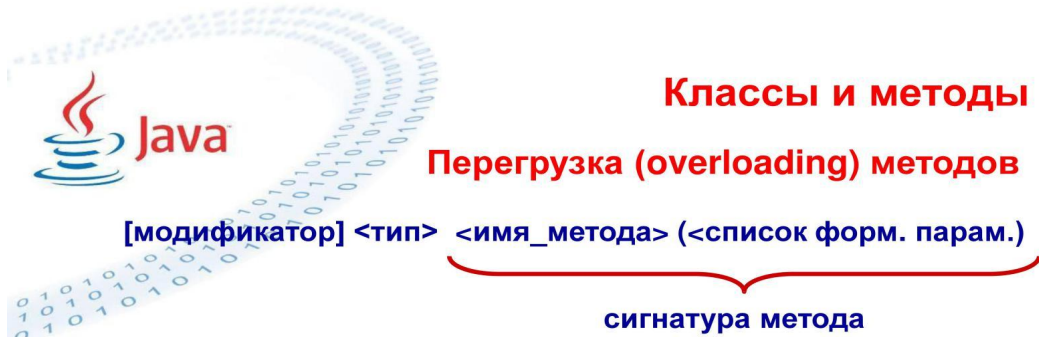 Классы и методы
Java
Перегрузка (overloading) методов
[модификатор] <тип> <имя_метода> (<список форм. парам.)
сигнатура метода